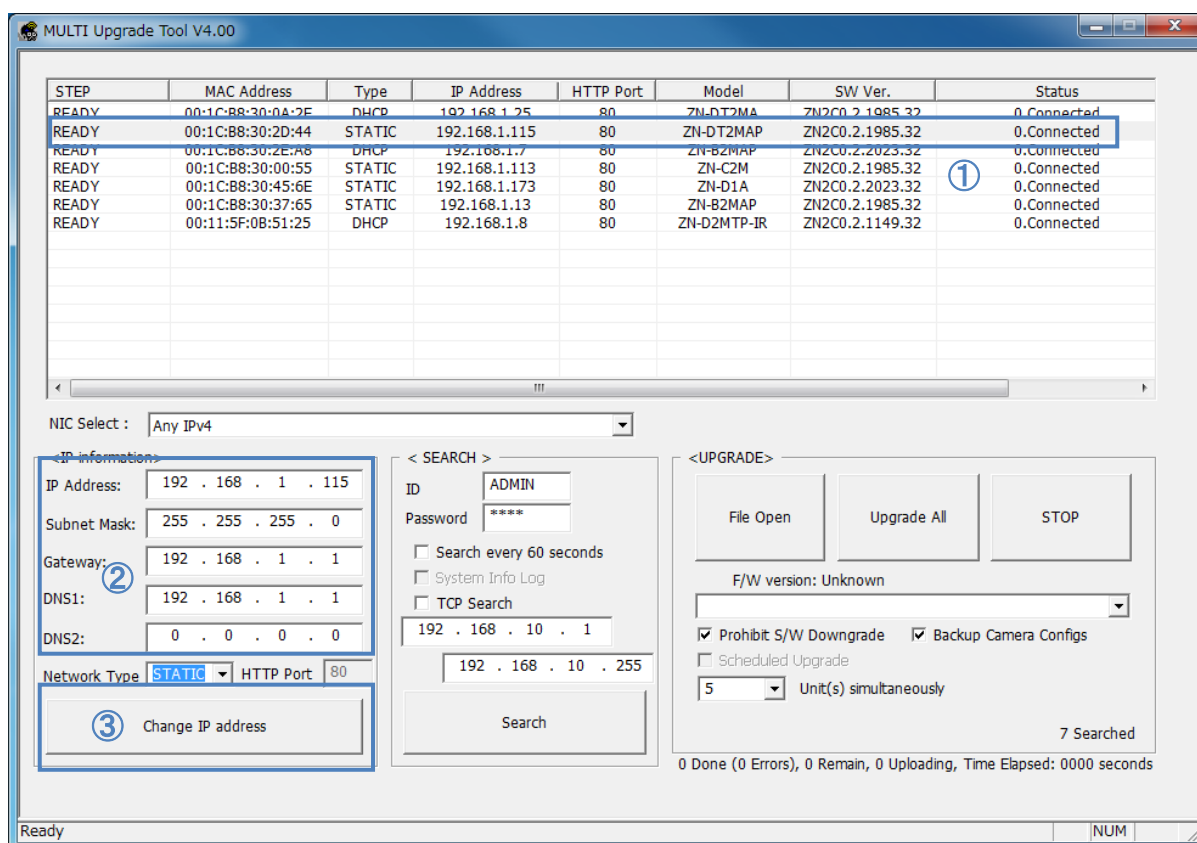 MULTI Upgrade Tool V4.00
STEP MAC Address Type IP Address HTTP Port Model SW Ver. Status
READY 00:1C:B8:30:0A:2E DHCP 192.168.1.25 80 ZN-DT2MA ZN2C0.2.1985.32 0.Connected
READY 00:1C:B8:30:2D:44 STATIC 192.168.1.115 80 ZN-DT2MAP ZN2C0.2.1985.32 0.Connected
READY 00:1C:B8:30:2E:A8 DHCP 192.168.1.7 80 ZN-B2MAP ZN2C0.2.2023.32 0.Connected
READY 00:1C:B8:30:00:55 STATIC 192.168.1.113 80 ZN-C2M ZN2C0.2.1985.32 0.Connected
①
READY 00:1C:B8:30:45:6E STATIC 192.168.1.173 80 ZN-D1A ZN2C0.2.2023.32 0.Connected
READY 00:1C:B8:30:37:65 STATIC 192.168.1.13 80 ZN-B2MAP ZN2C0.2.1985.32 0.Connected
READY 00:11:5F:0B:51:25 DHCP 192.168.1.8 80 ZN-D2MTP-IR ZN2C0.2.1149.32 0.Connected
NIC Select : Any IPv4
<IP information>
IP Address: 192 . 168 . 1 . 115
Subnet Mask: 255 . 255 . 255 . 0
Gateway: 192 . 168 . 1 . 1
②
DNS1: 192 . 168 . 1 . 1
DNS2: 0 . 0 . 0 . 0
Network Type STATIC HTTP Port 80
③ Change IP address
< SEARCH >
ID ADMIN
Password ****
Search every 60 seconds
System Info Log
TCP Search
192 . 168 . 10 . 1
192 . 168 . 10 . 255
Search
<UPGRADE>
File Open Upgrade All STOP
F/W version: Unknown
Prohibit S/W Downgrade Backup Camera Configs
Scheduled Upgrade
5 Unit(s) simultaneously
7 Searched
0 Done (0 Errors), 0 Remain, 0 Uploading, Time Elapsed: 0000 seconds
Ready NUM